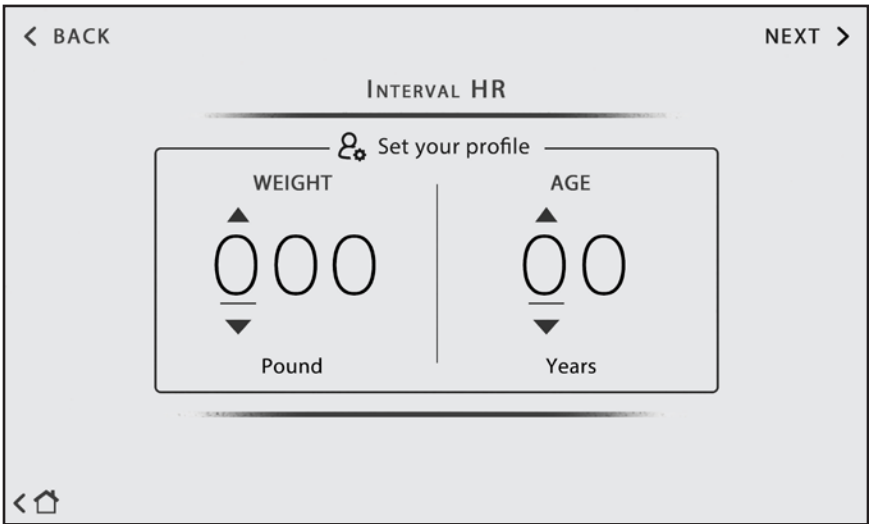 BACK NEXT
INTERVAL HR
Set your profile
WEIGHT AGE
000 00
Pound Years